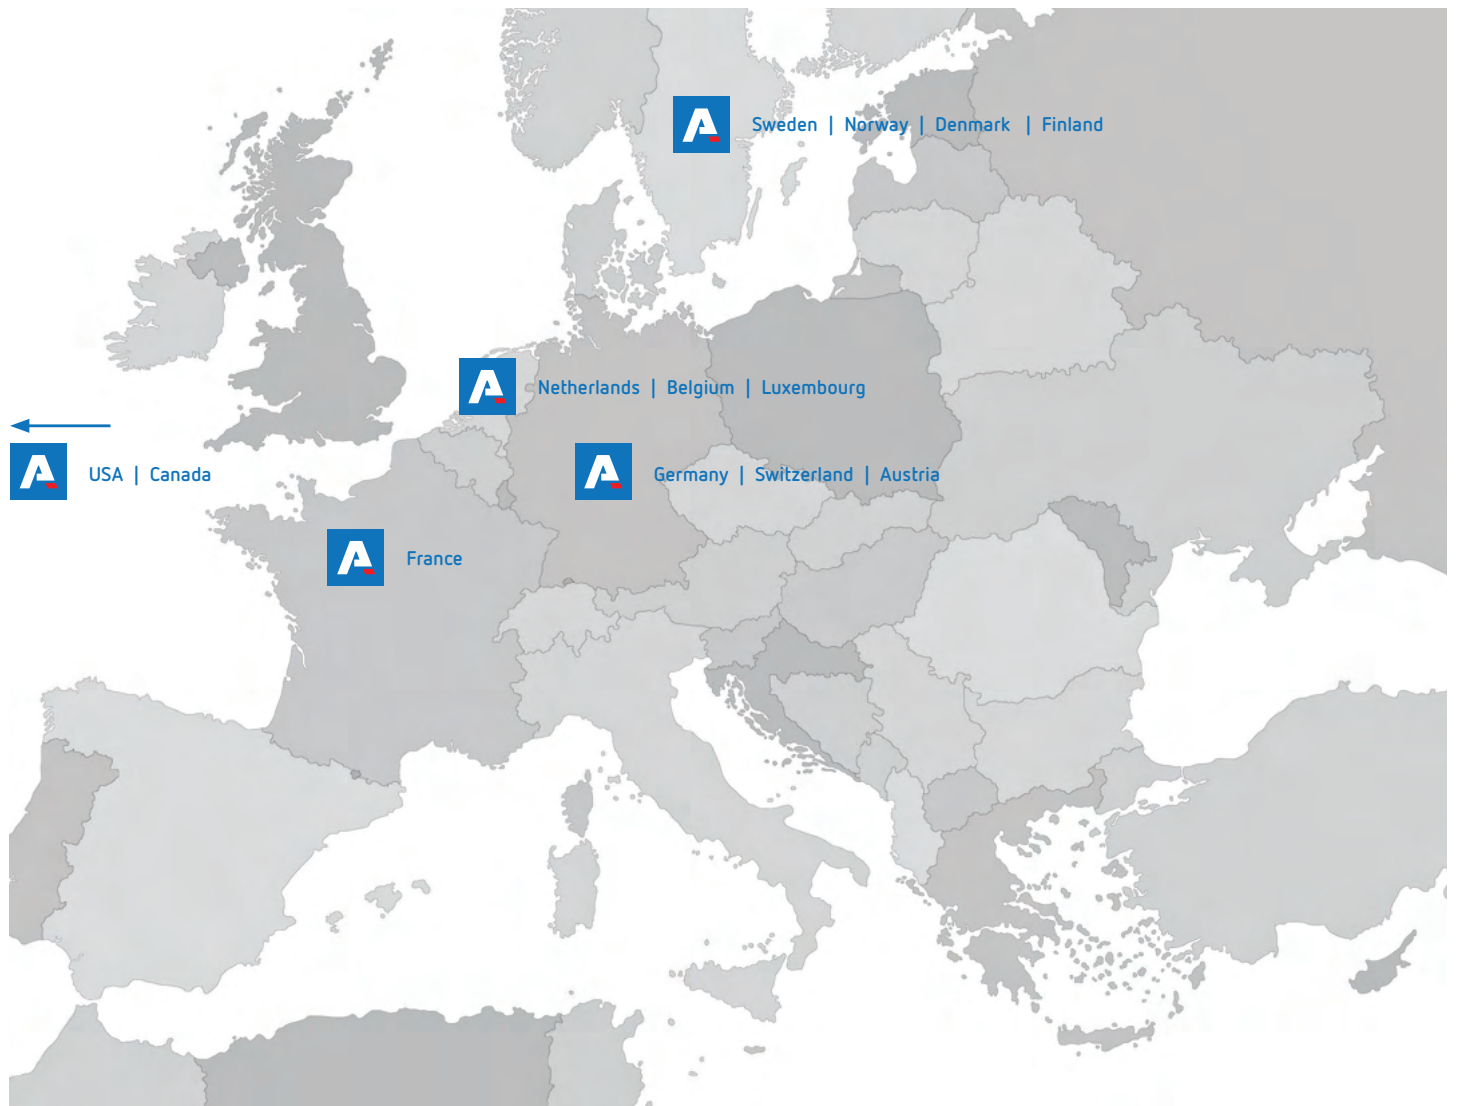 Sweden | Norway | Denmark | Finland
Netherlands | Belgium | Luxembourg
USA | Canada
Germany | Switzerland | Austria
France